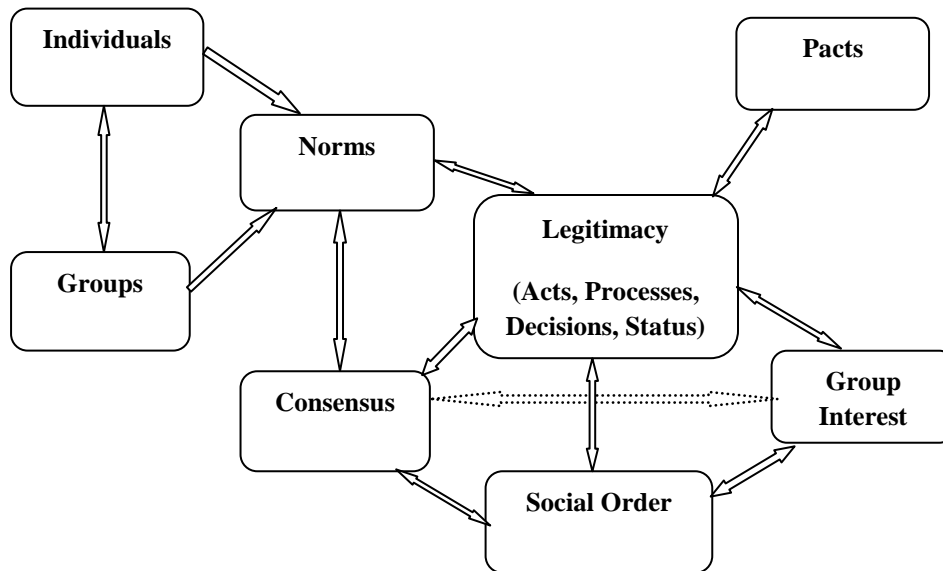 Individuals
Pacts
Norms
Legitimacy
(Acts, Processes,
Decisions, Status)
Groups
Consensus
Group
Interest
Social Order